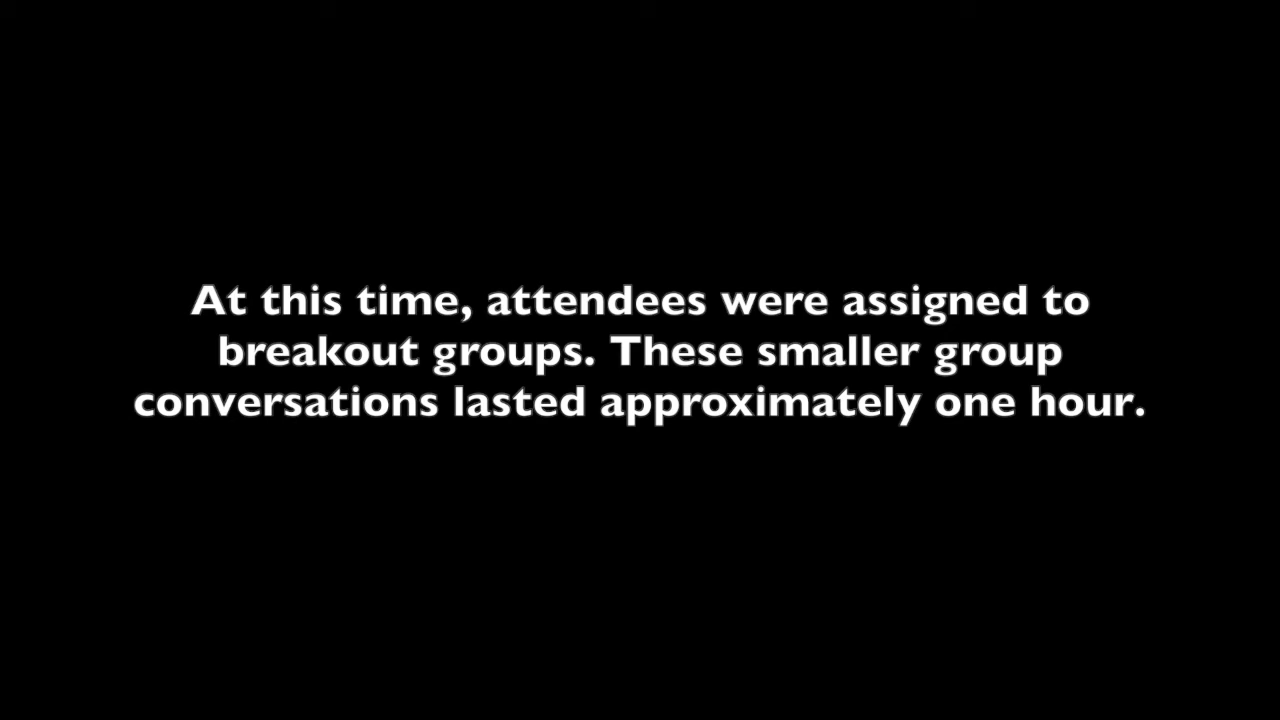 At this time, attendees were assigned to
breakout groups. These smaller group
conversations lasted approximately one hour.